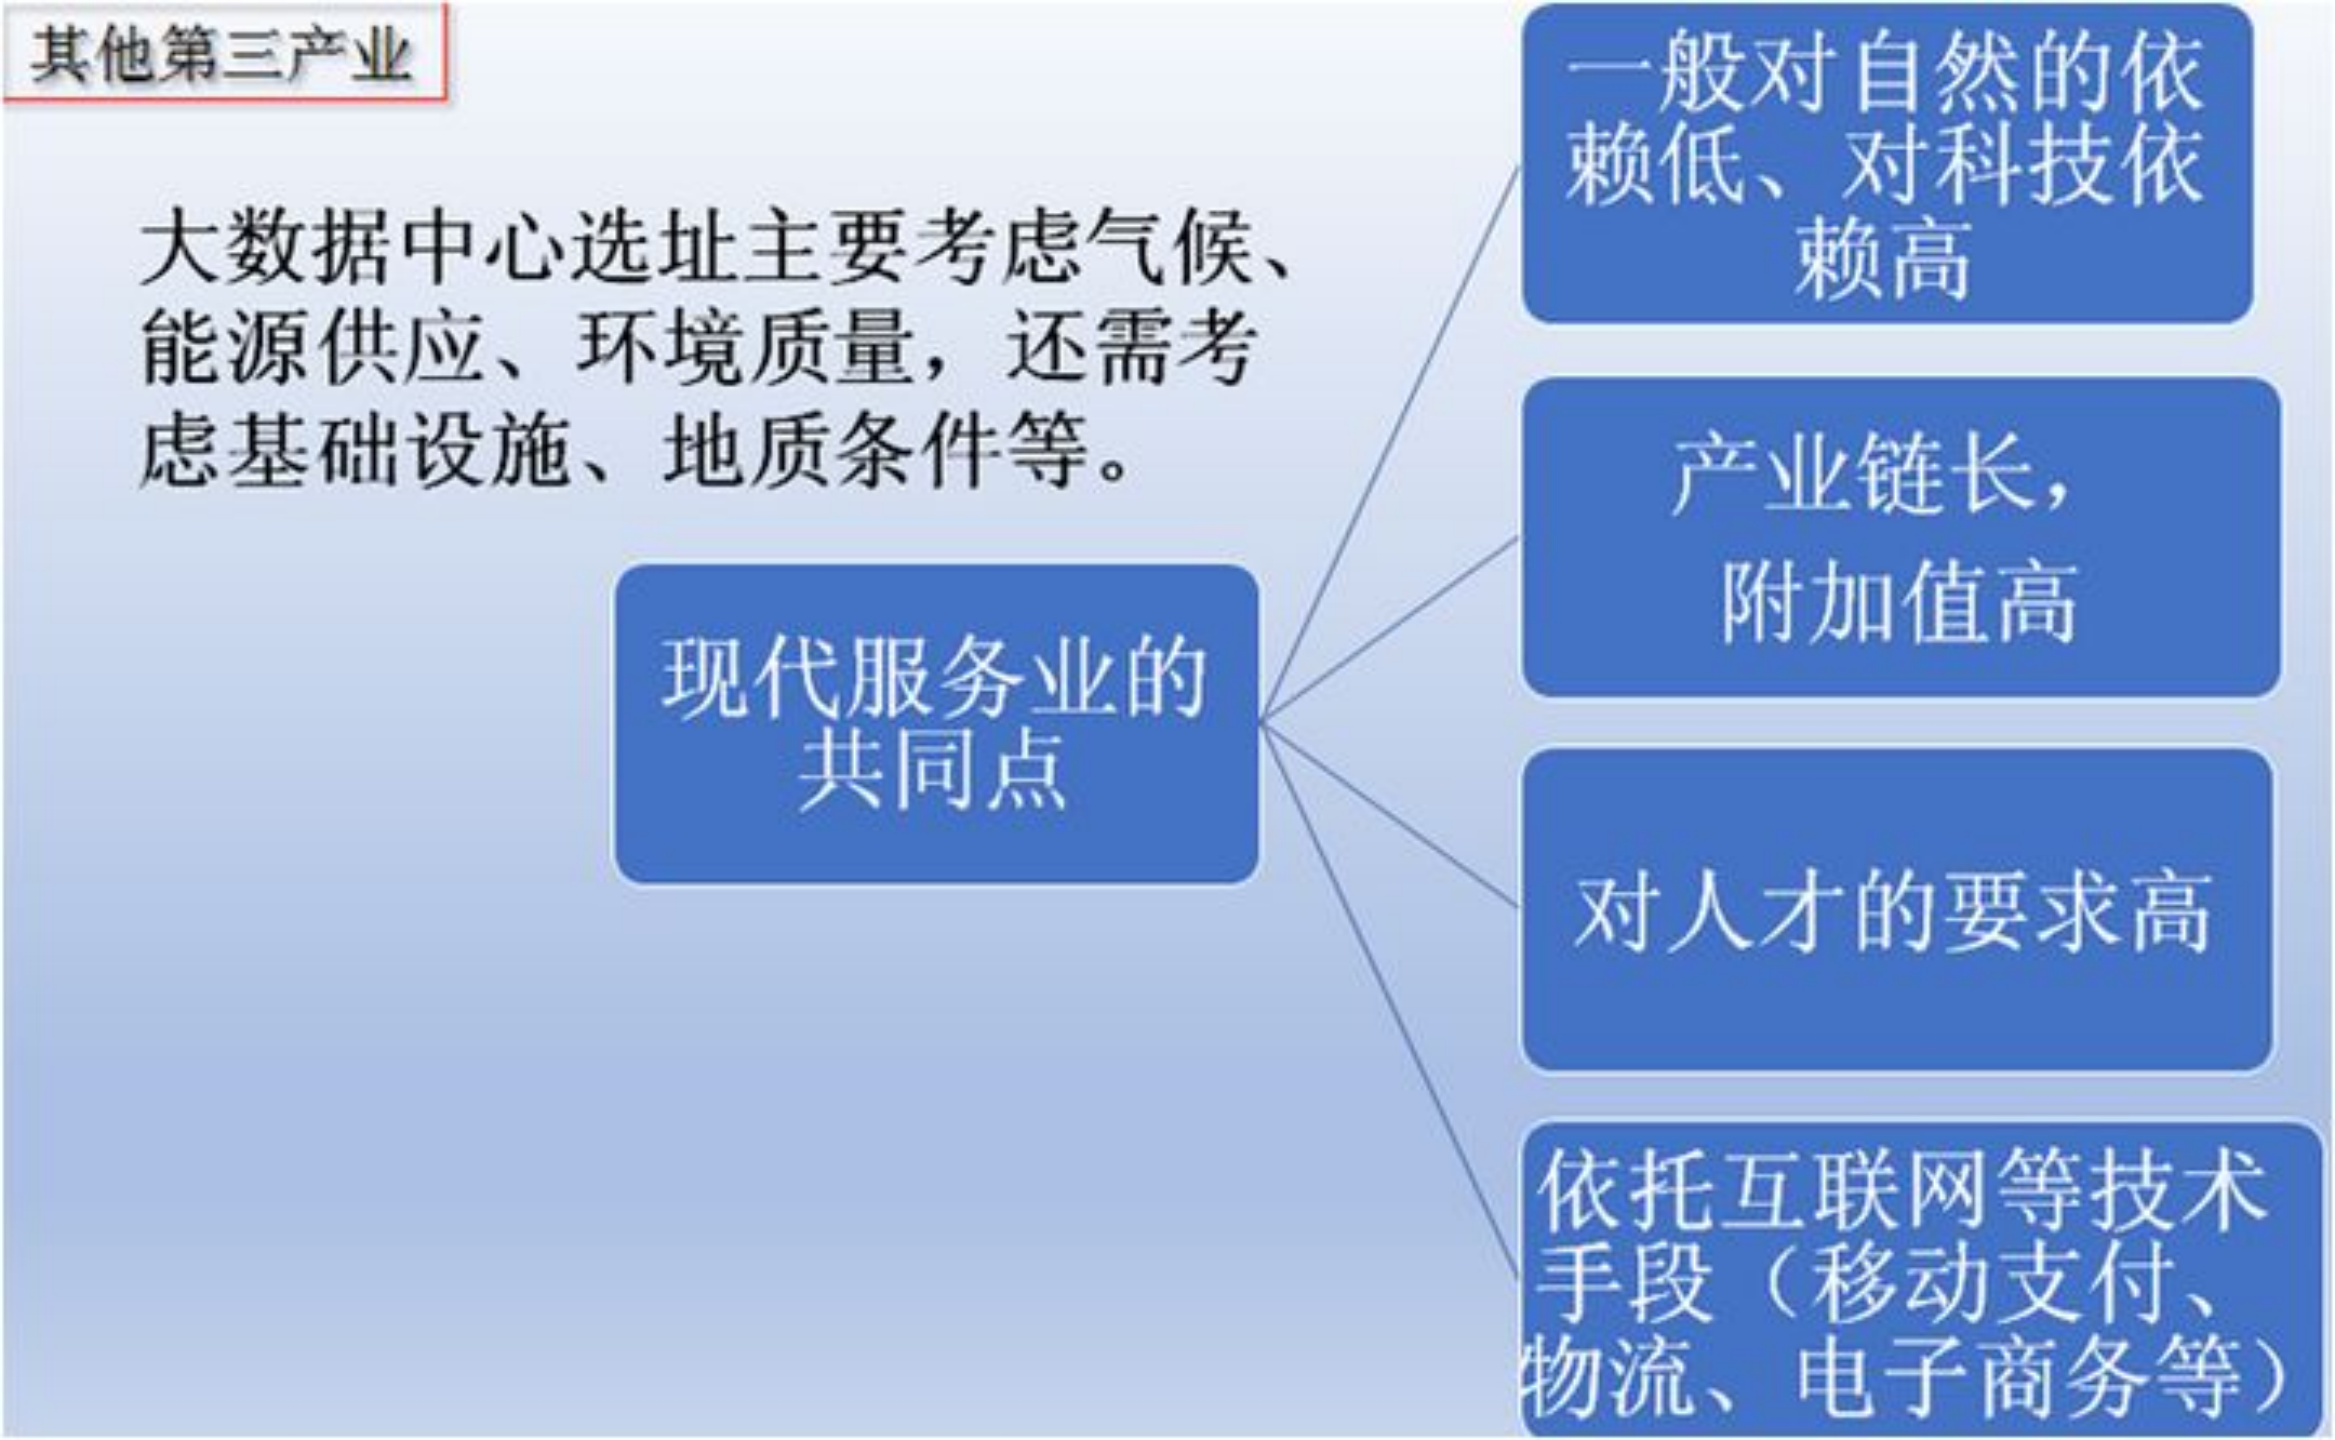 其他第三产业
大数据中心选址主要考虑气候、
能源供应、环境质量，还需考
虑基础设施、地质条件等。
现代服务业的
共同点
一般对自然的依
赖低、对科技依
赖高
产业链长，
附加值高
对人才的要求高
依托互联网等技术
手段（移动支付、
物流、电子商务等）